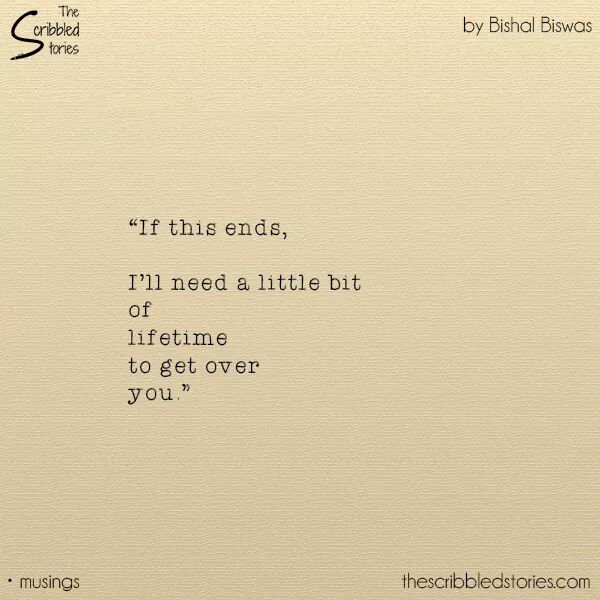 The
Scribbled
Stories
by Bishal Biswas
“If this ends,
I’ll need a little bit
of
lifetime
to get over
you.”
• musings
thescribbledstories.com